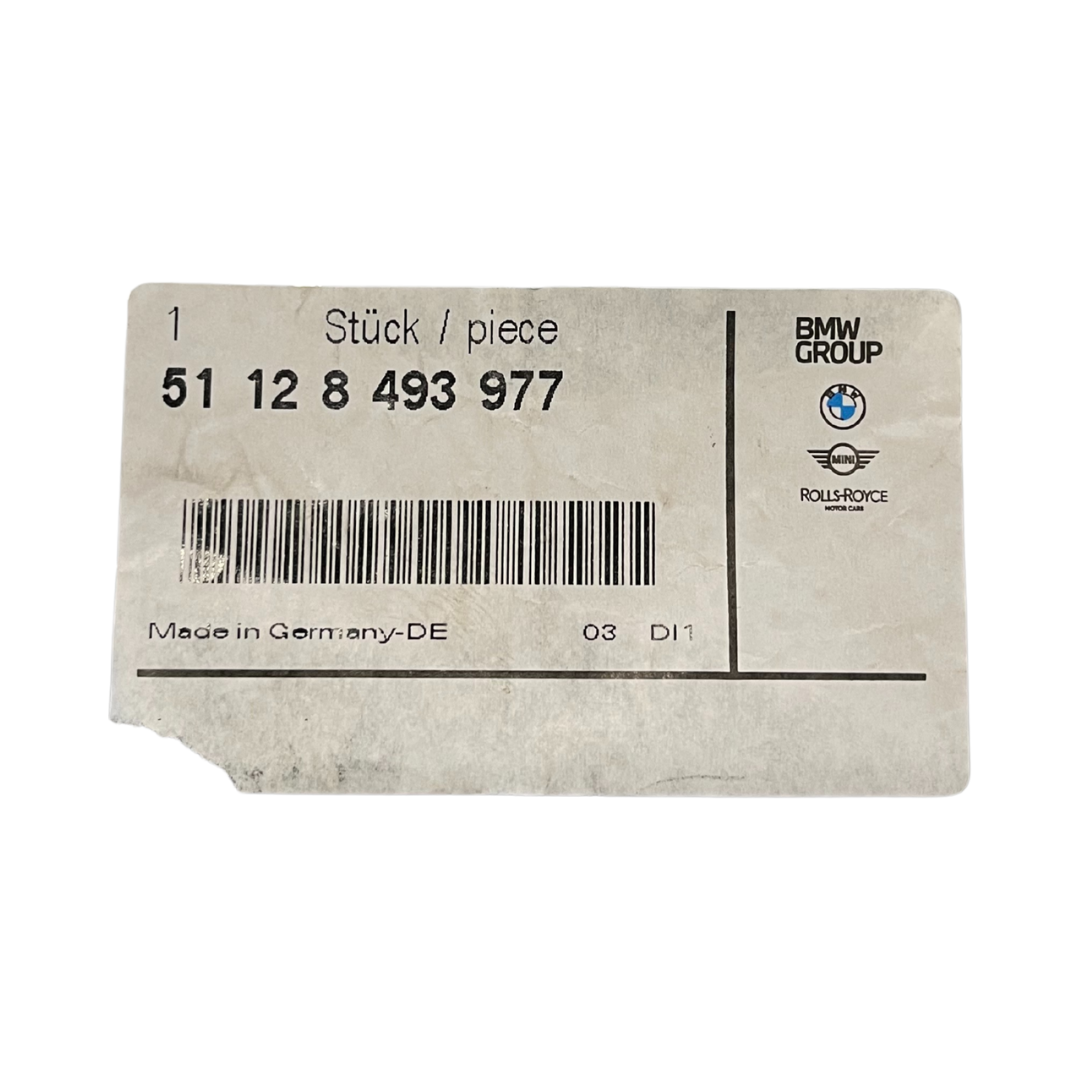 1 Stück / piece
51 12 8 493 977
Made in Germany-DE 03 DI1
BMW
GROUP
BMW
MINI
ROLLS-ROYCE
MOTOR CARS